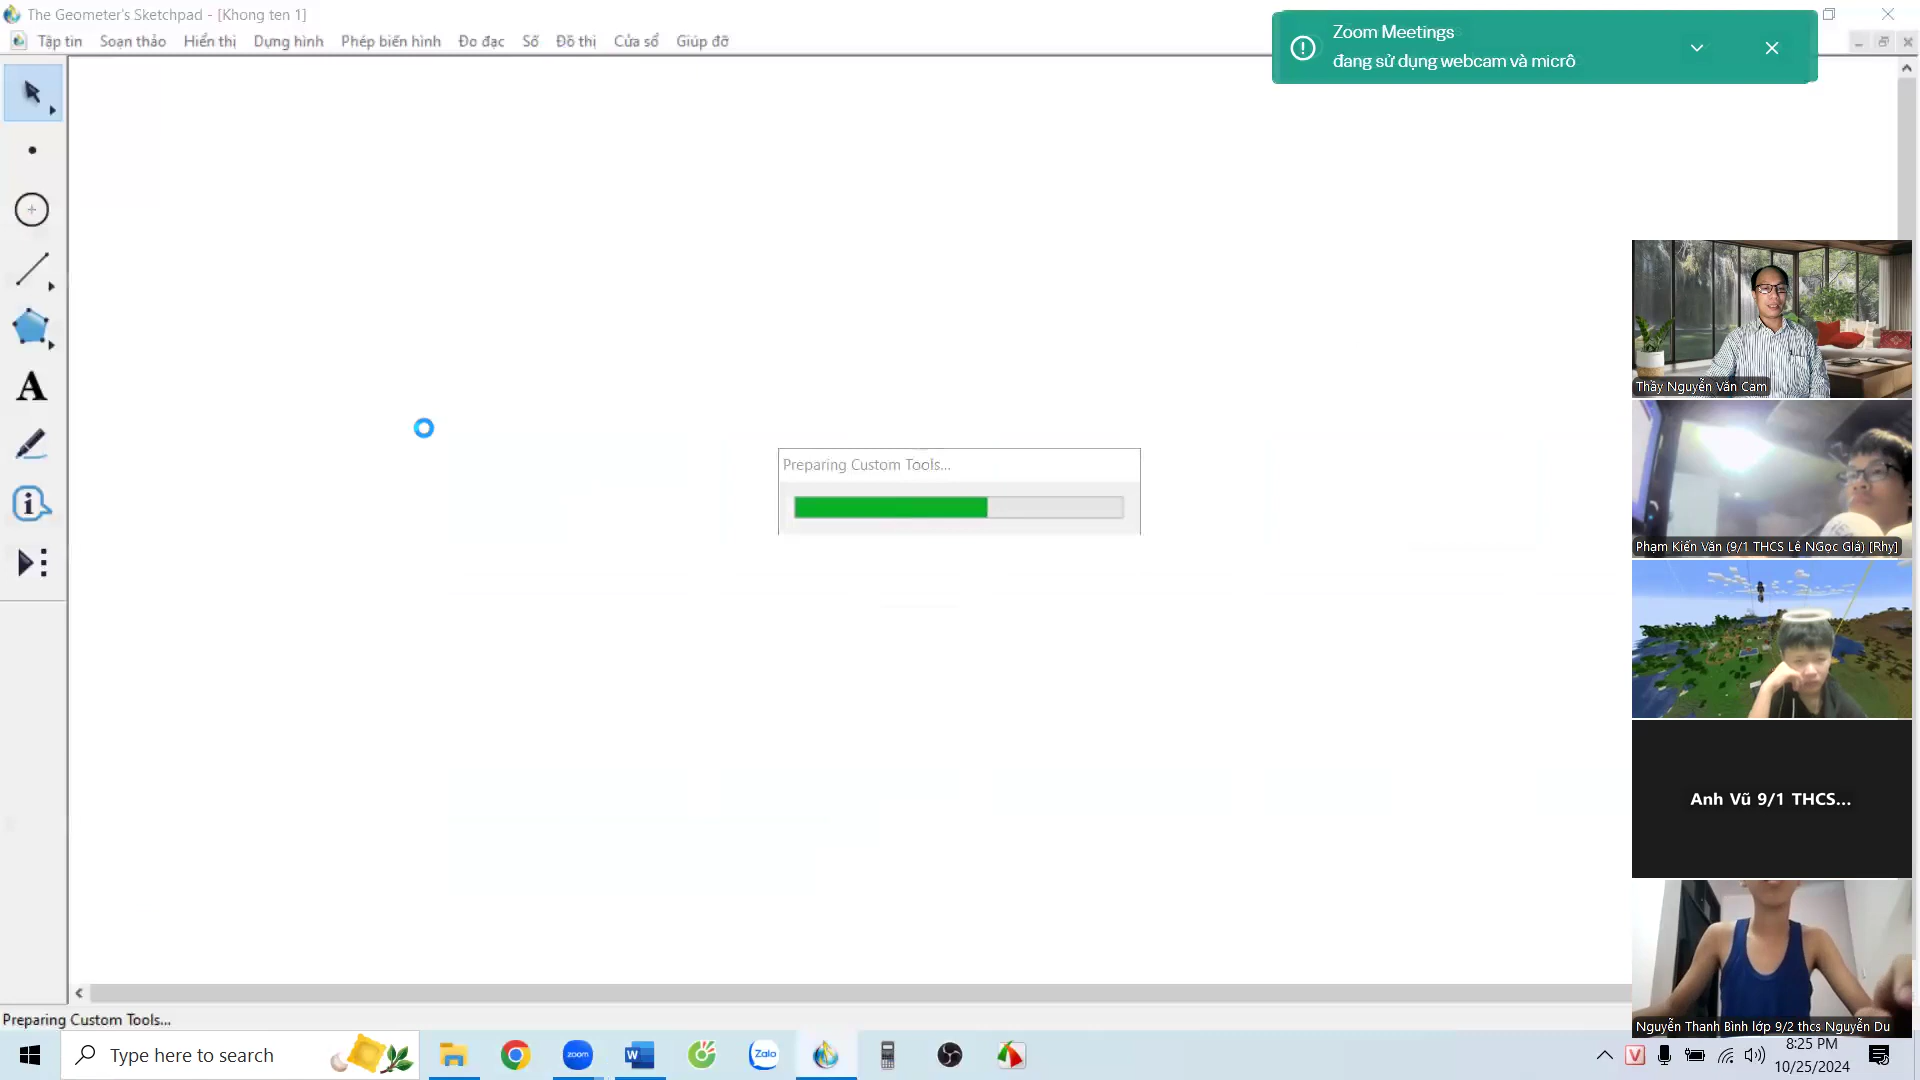 The Geometer's Sketchpad - [Khong ten 1]
Tập tin Soạn thảo Hiển thị Dựng hình Phép biến hình Đo đạc Số Đồ thị Cửa sổ Giúp đỡ
Zoom Meetings
đang sử dụng webcam và micrô
A
Preparing Custom Tools...
Thầy Nguyễn Văn Cam
Phạm Kiến Văn (9/1 THCS Lê NGọc Giá) [Rhy]
Anh Vũ 9/1 THCS...
Nguyễn Thanh Bình lớp 9/2 thcs Nguyễn Du
Preparing Custom Tools...
Type here to search
zoom
W
Zalo
V
8:25 PM
10/25/2024